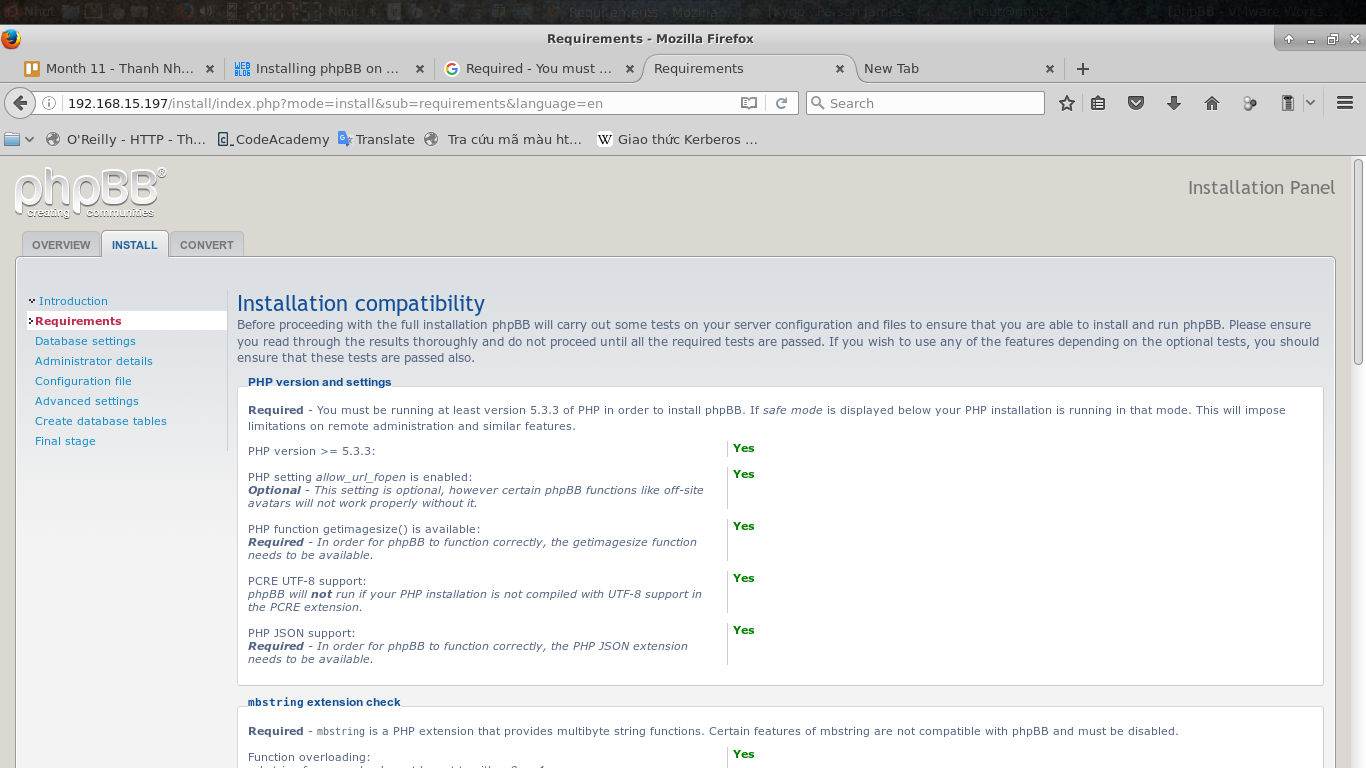 Requirements - Mozilla Firefox
Month 11 - Thanh Nh...
Installing phpBB on ...
Required - You must ...
Requirements
New Tab
192.168.15.197/install/index.php?mode=install&sub=requirements&language=en
Search
O'Reilly - HTTP - Th...
CodeAcademy
Translate
Tra cứu mã màu ht...
W Giao thức Kerberos ...
phpBB®
creating communities
Installation Panel
OVERVIEW
INSTALL
CONVERT
Introduction
Requirements
Database settings
Administrator details
Configuration file
Advanced settings
Create database tables
Final stage
Installation compatibility
Before proceeding with the full installation phpBB will carry out some tests on your server configuration and files to ensure that you are able to install and run phpBB. Please ensure
you read through the results thoroughly and do not proceed until all the required tests are passed. If you wish to use any of the features depending on the optional tests, you should
ensure that these tests are passed also.
PHP version and settings
Required - You must be running at least version 5.3.3 of PHP in order to install phpBB. If safe mode is displayed below your PHP installation is running in that mode. This will impose
limitations on remote administration and similar features.
PHP version >= 5.3.3:
Yes
PHP setting allow_url_fopen is enabled:
Yes
Optional - This setting is optional, however certain phpBB functions like off-site
avatars will not work properly without it.
PHP function getimagesize() is available:
Yes
Required - In order for phpBB to function correctly, the getimagesize function
needs to be available.
PCRE UTF-8 support:
Yes
phpBB will not run if your PHP installation is not compiled with UTF-8 support in
the PCRE extension.
PHP JSON support:
Yes
Required - In order for phpBB to function correctly, the PHP JSON extension
needs to be available.
mbstring extension check
Required - mbstring is a PHP extension that provides multibyte string functions. Certain features of mbstring are not compatible with phpBB and must be disabled.
Function overloading:
Yes